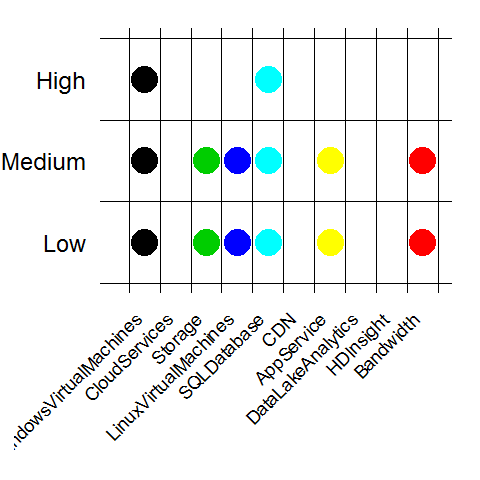 High
Medium
Low
ndowsVirtualMachines
CloudServices
Storage
LinuxVirtualMachines
SQLDatabase
CDN
AppService
DataLakeAnalytics
HDInsight
Bandwidth